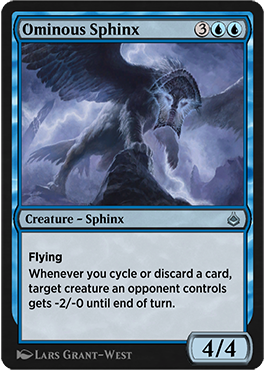 Ominous Sphinx 3
Creature – Sphinx
Flying
Whenever you cycle or discard a card,
target creature an opponent controls
gets -2/-0 until end of turn.
4/4
Lars Grant-West